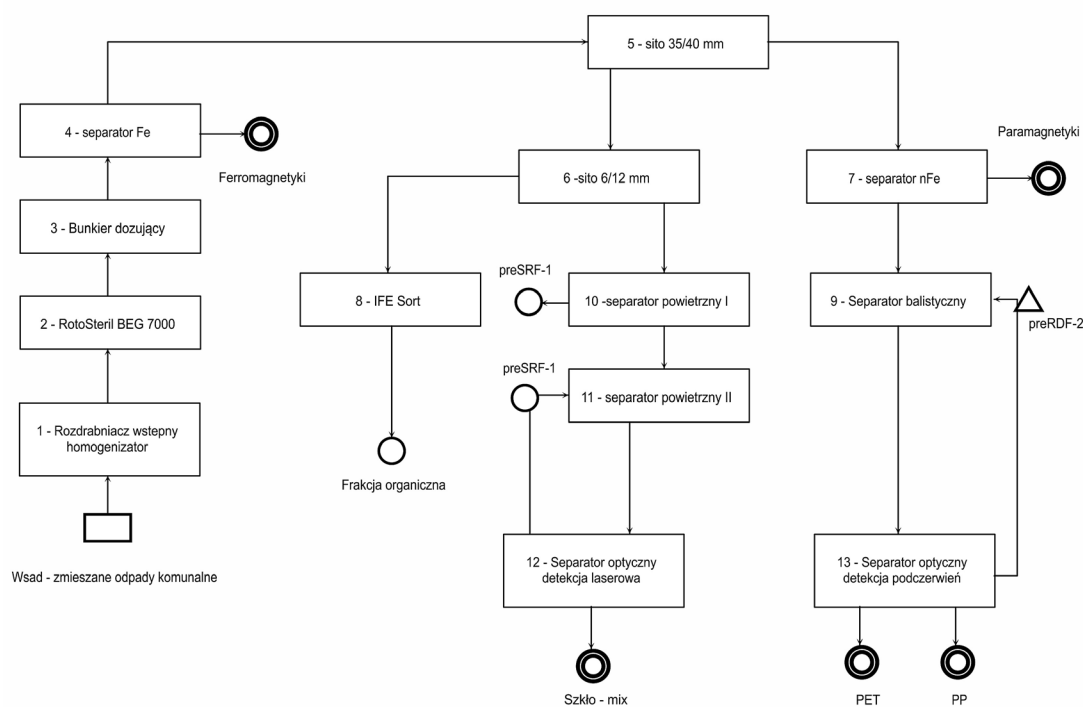 5 - sito 35/40 mm
4 - separator Fe
Ferromagnetyki
Paramagnetyki
6 -sito 6/12 mm
7 - separator nFe
3 - Bunkier dozujący
preSRF-1
8 - IFE Sort
10 -separator powietrzny I
9 - Separator balistyczny
2 - RotoSteril BEG 7000
preRDF-2
preSRF-1
11 - separator powietrzny II
1 - Rozdrabniacz wstepny
homogenizator
Frakcja organiczna
Wsad - zmieszane odpady komunalne
12 - Separator optyczny
detekcja laserowa
13 - Separator optyczny
detekcja podczerwień
Szkło - mix
PET
PP